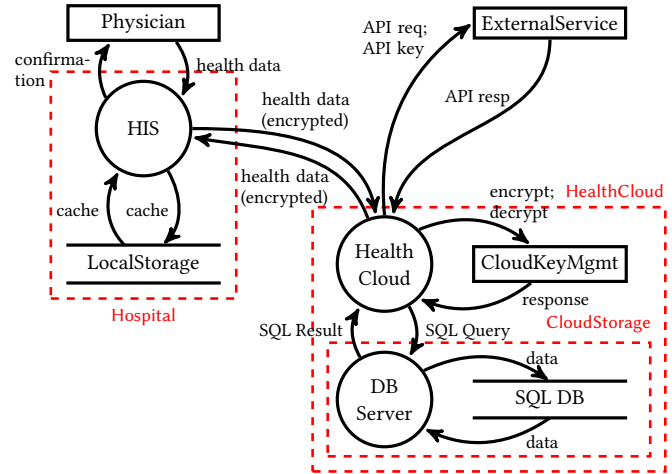 Physician
API req;
API key
ExternalService
confirma-
tion
health data
health data
(encrypted)
API resp
HIS
health data
(encrypted)
encrypt;
decrypt
HealthCloud
cache
cache
LocalStorage
Health
Cloud
CloudKeyMgmt
Hospital
response
SQL Result
SQL Query
CloudStorage
data
DB
Server
SQL DB
data